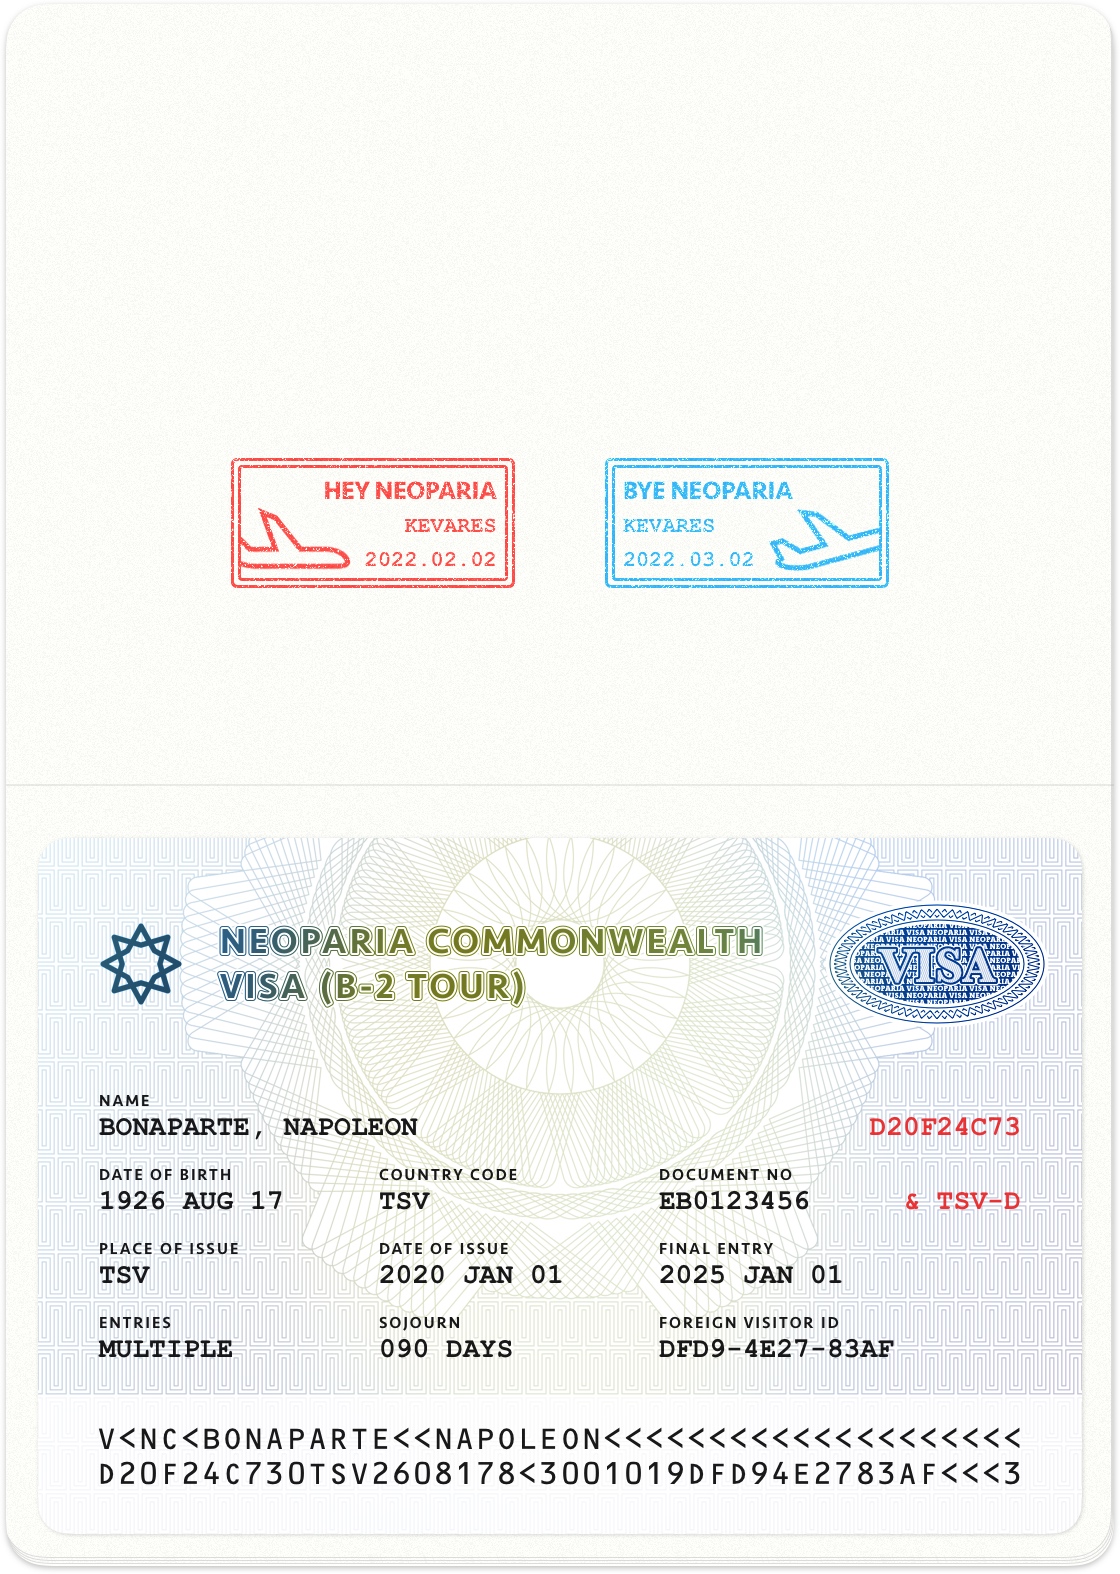 HEY NEOPARIA
KEVARES
2022.02.02
BYE NEOPARIA
KEVARES
2022.03.02
NEOPARIA COMMONWEALTH
VISA (B-2 TOUR)
VISA
NAME
BONAPARTE, NAPOLEON
D20F24C73
DATE OF BIRTH
1926 AUG 17
COUNTRY CODE
TSV
DOCUMENT NO
EB0123456
& TSV-D
PLACE OF ISSUE
TSV
DATE OF ISSUE
2020 JAN 01
FINAL ENTRY
2025 JAN 01
ENTRIES
MULTIPLE
SOJOURN
090 DAYS
FOREIGN VISITOR ID
DFD9-4E27-83AF
V<NC<BONAPARTE<<NAPOLEON<<<<<<<<<<<<<<<<<<<<
D20F24C730TSV2608178<3001019DFD94E2783AF<<<3